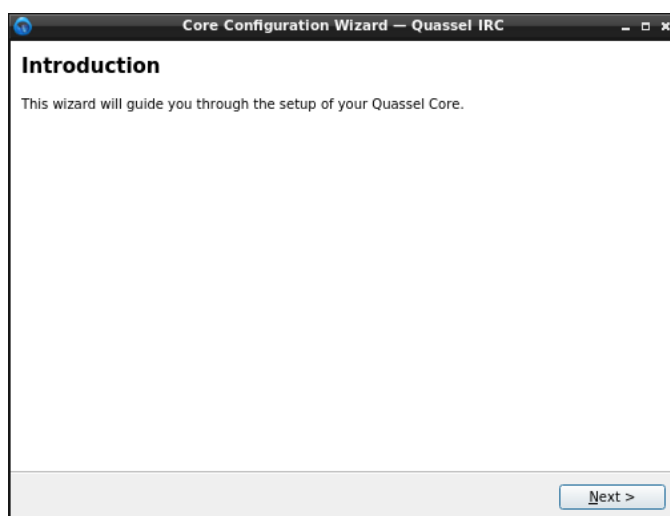 Core Configuration Wizard — Quassel IRC
Introduction
This wizard will guide you through the setup of your Quassel Core.
Next >